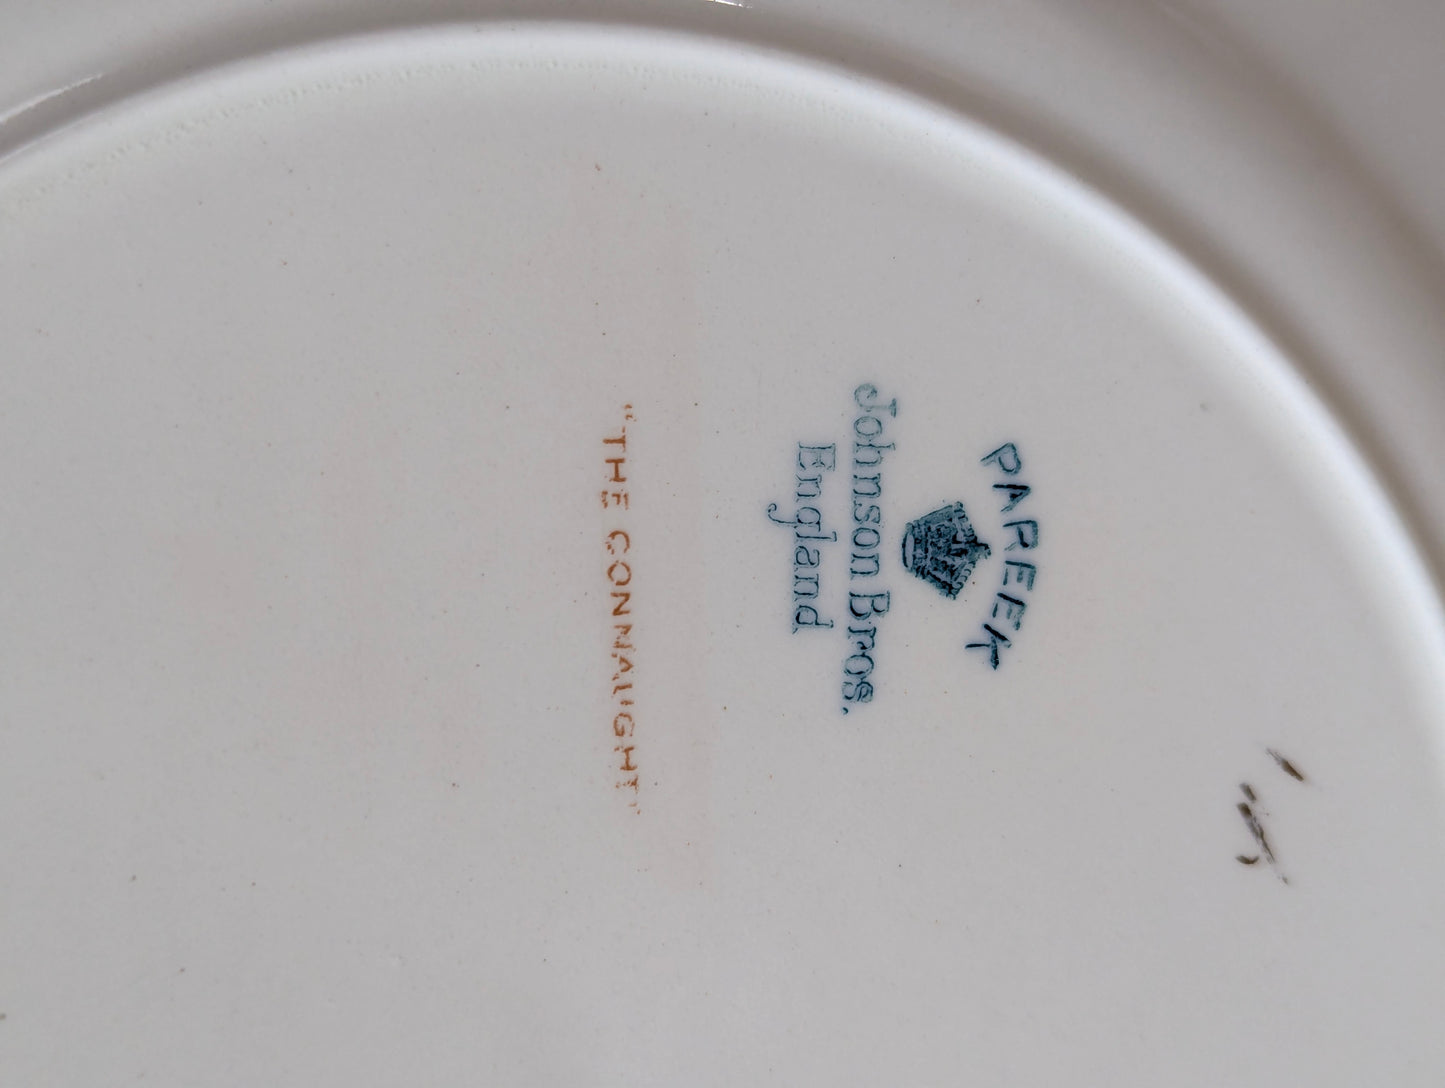 PAREEK
Johnson Bros.
England
"THE CONNAUGHT"